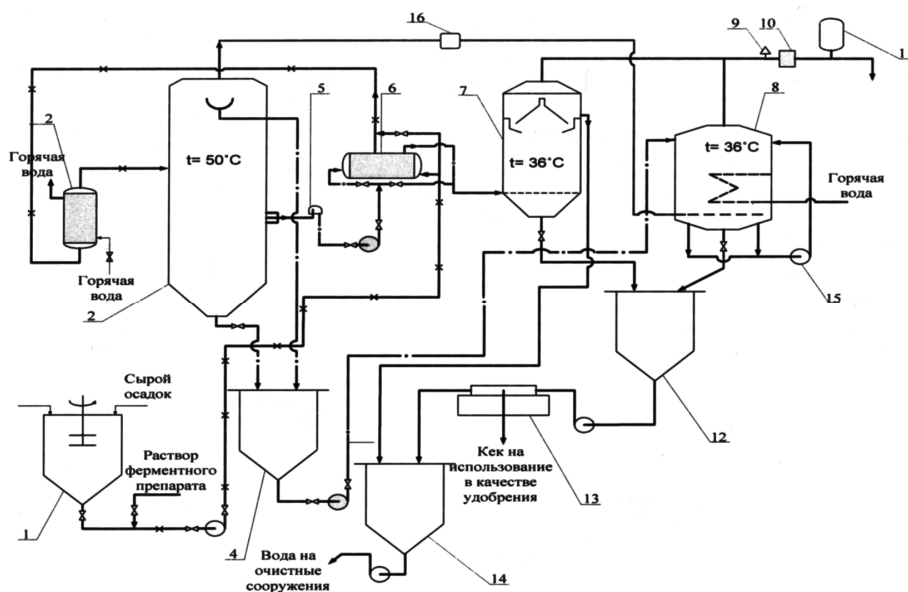 16
9
10
1
2
5
6
7
8
Горячая
вода
t= 50°C
t= 36°C
t= 36°C
Горячая
вода
Горячая
вода
2
15
Сырой
осадок
12
Раствор
ферментного
препарата
Кек на
использование
в качестве
удобрения
13
1
4
14
Вода на
очистные
сооружения